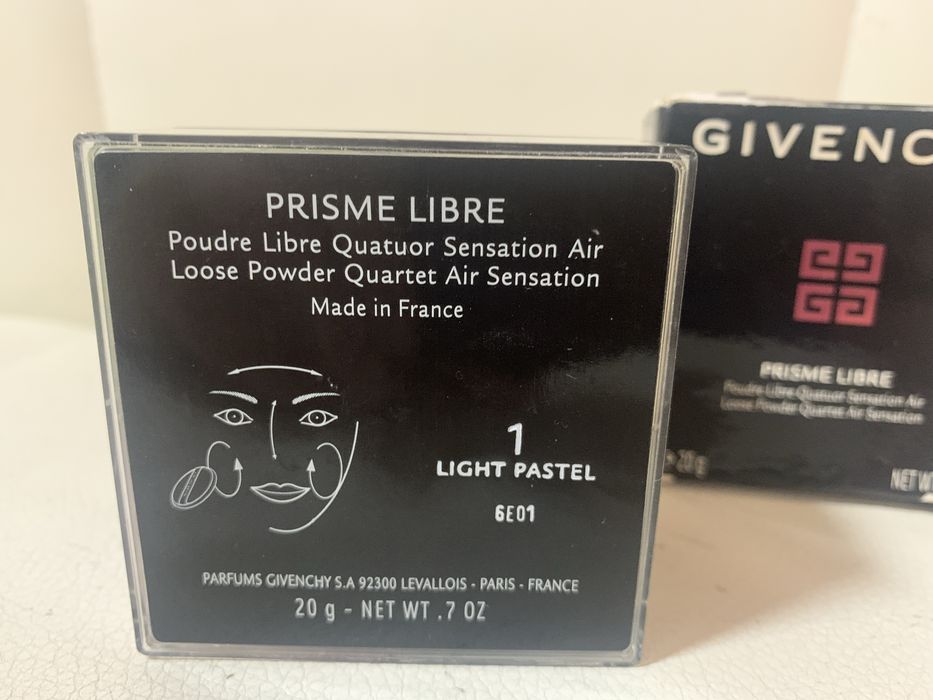 PRISME LIBRE
Poudre Libre Quatuor Sensation Air
Loose Powder Quartet Air Sensation
Made in France
1
LIGHT PASTEL
6E01
PARFUMS GIVENCHY S.A 92300 LEVALLOIS - PARIS - FRANCE
20 g - NET WT .7 OZ
GIVENC
PRISME LIBRE
Poudre Libre Quatuor Sensation Air
Loose Powder Quartet Air Sensation
20 g
NET W